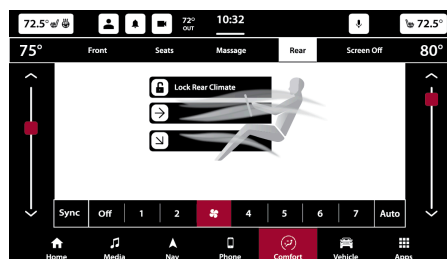 72.5°
72°
OUT
10:32
72.5°
75°
Front
Seats
Massage
Rear
Screen Off
80°
Lock Rear Climate
Sync
Off
1
2
4
5
6
7
Auto
Home
Media
Nav
Phone
Comfort
Vehicle
Apps